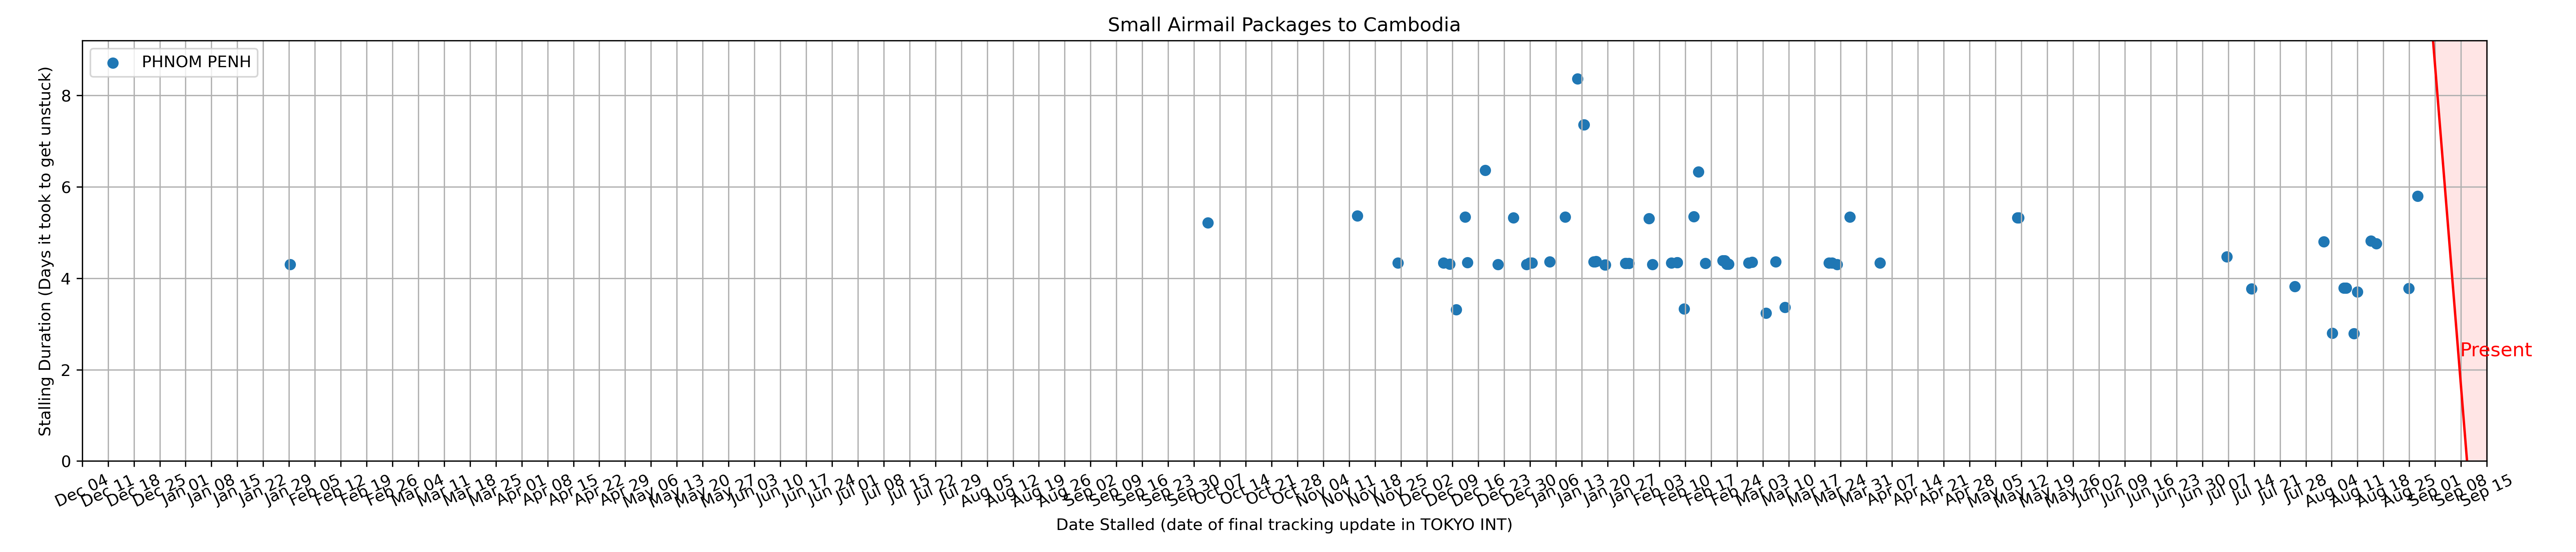 Small Airmail Packages to Cambodia
PHNOM PENH
Stalling Duration (Days it took to get unstuck)
8
6
4
2
0
Present
Dec 04 Dec 11 Dec 18 Dec 25 Jan 01 Jan 08 Jan 15 Jan 22 Jan 29 Feb 05 Feb 12 Feb 19 Feb 26 Mar 04 Mar 11 Mar 18 Mar 25 Apr 01 Apr 08 Apr 15 Apr 22 Apr 29 May 06 May 13 May 20 May 27 Jun 03 Jun 10 Jun 17 Jun 24 Jul 01 Jul 08 Jul 15 Jul 22 Jul 29 Aug 05 Aug 12 Aug 19 Aug 26 Sep 02 Sep 09 Sep 16 Sep 23 Sep 30 Oct 07 Oct 14 Oct 21 Oct 28 Nov 04 Nov 11 Nov 18 Nov 25 Dec 02 Dec 09 Dec 16 Dec 23 Dec 30 Jan 06 Jan 13 Jan 20 Jan 27 Feb 03 Feb 10 Feb 17 Feb 24 Mar 03 Mar 10 Mar 17 Mar 24 Mar 31 Apr 07 Apr 14 Apr 21 Apr 28 May 05 May 12 May 19 May 26 Jun 02 Jun 09 Jun 16 Jun 23 Jun 30 Jul 07 Jul 14 Jul 21 Jul 28 Aug 04 Aug 11 Aug 18 Aug 25 Sep 01 Sep 08 Sep 15
Date Stalled (date of final tracking update in TOKYO INT)